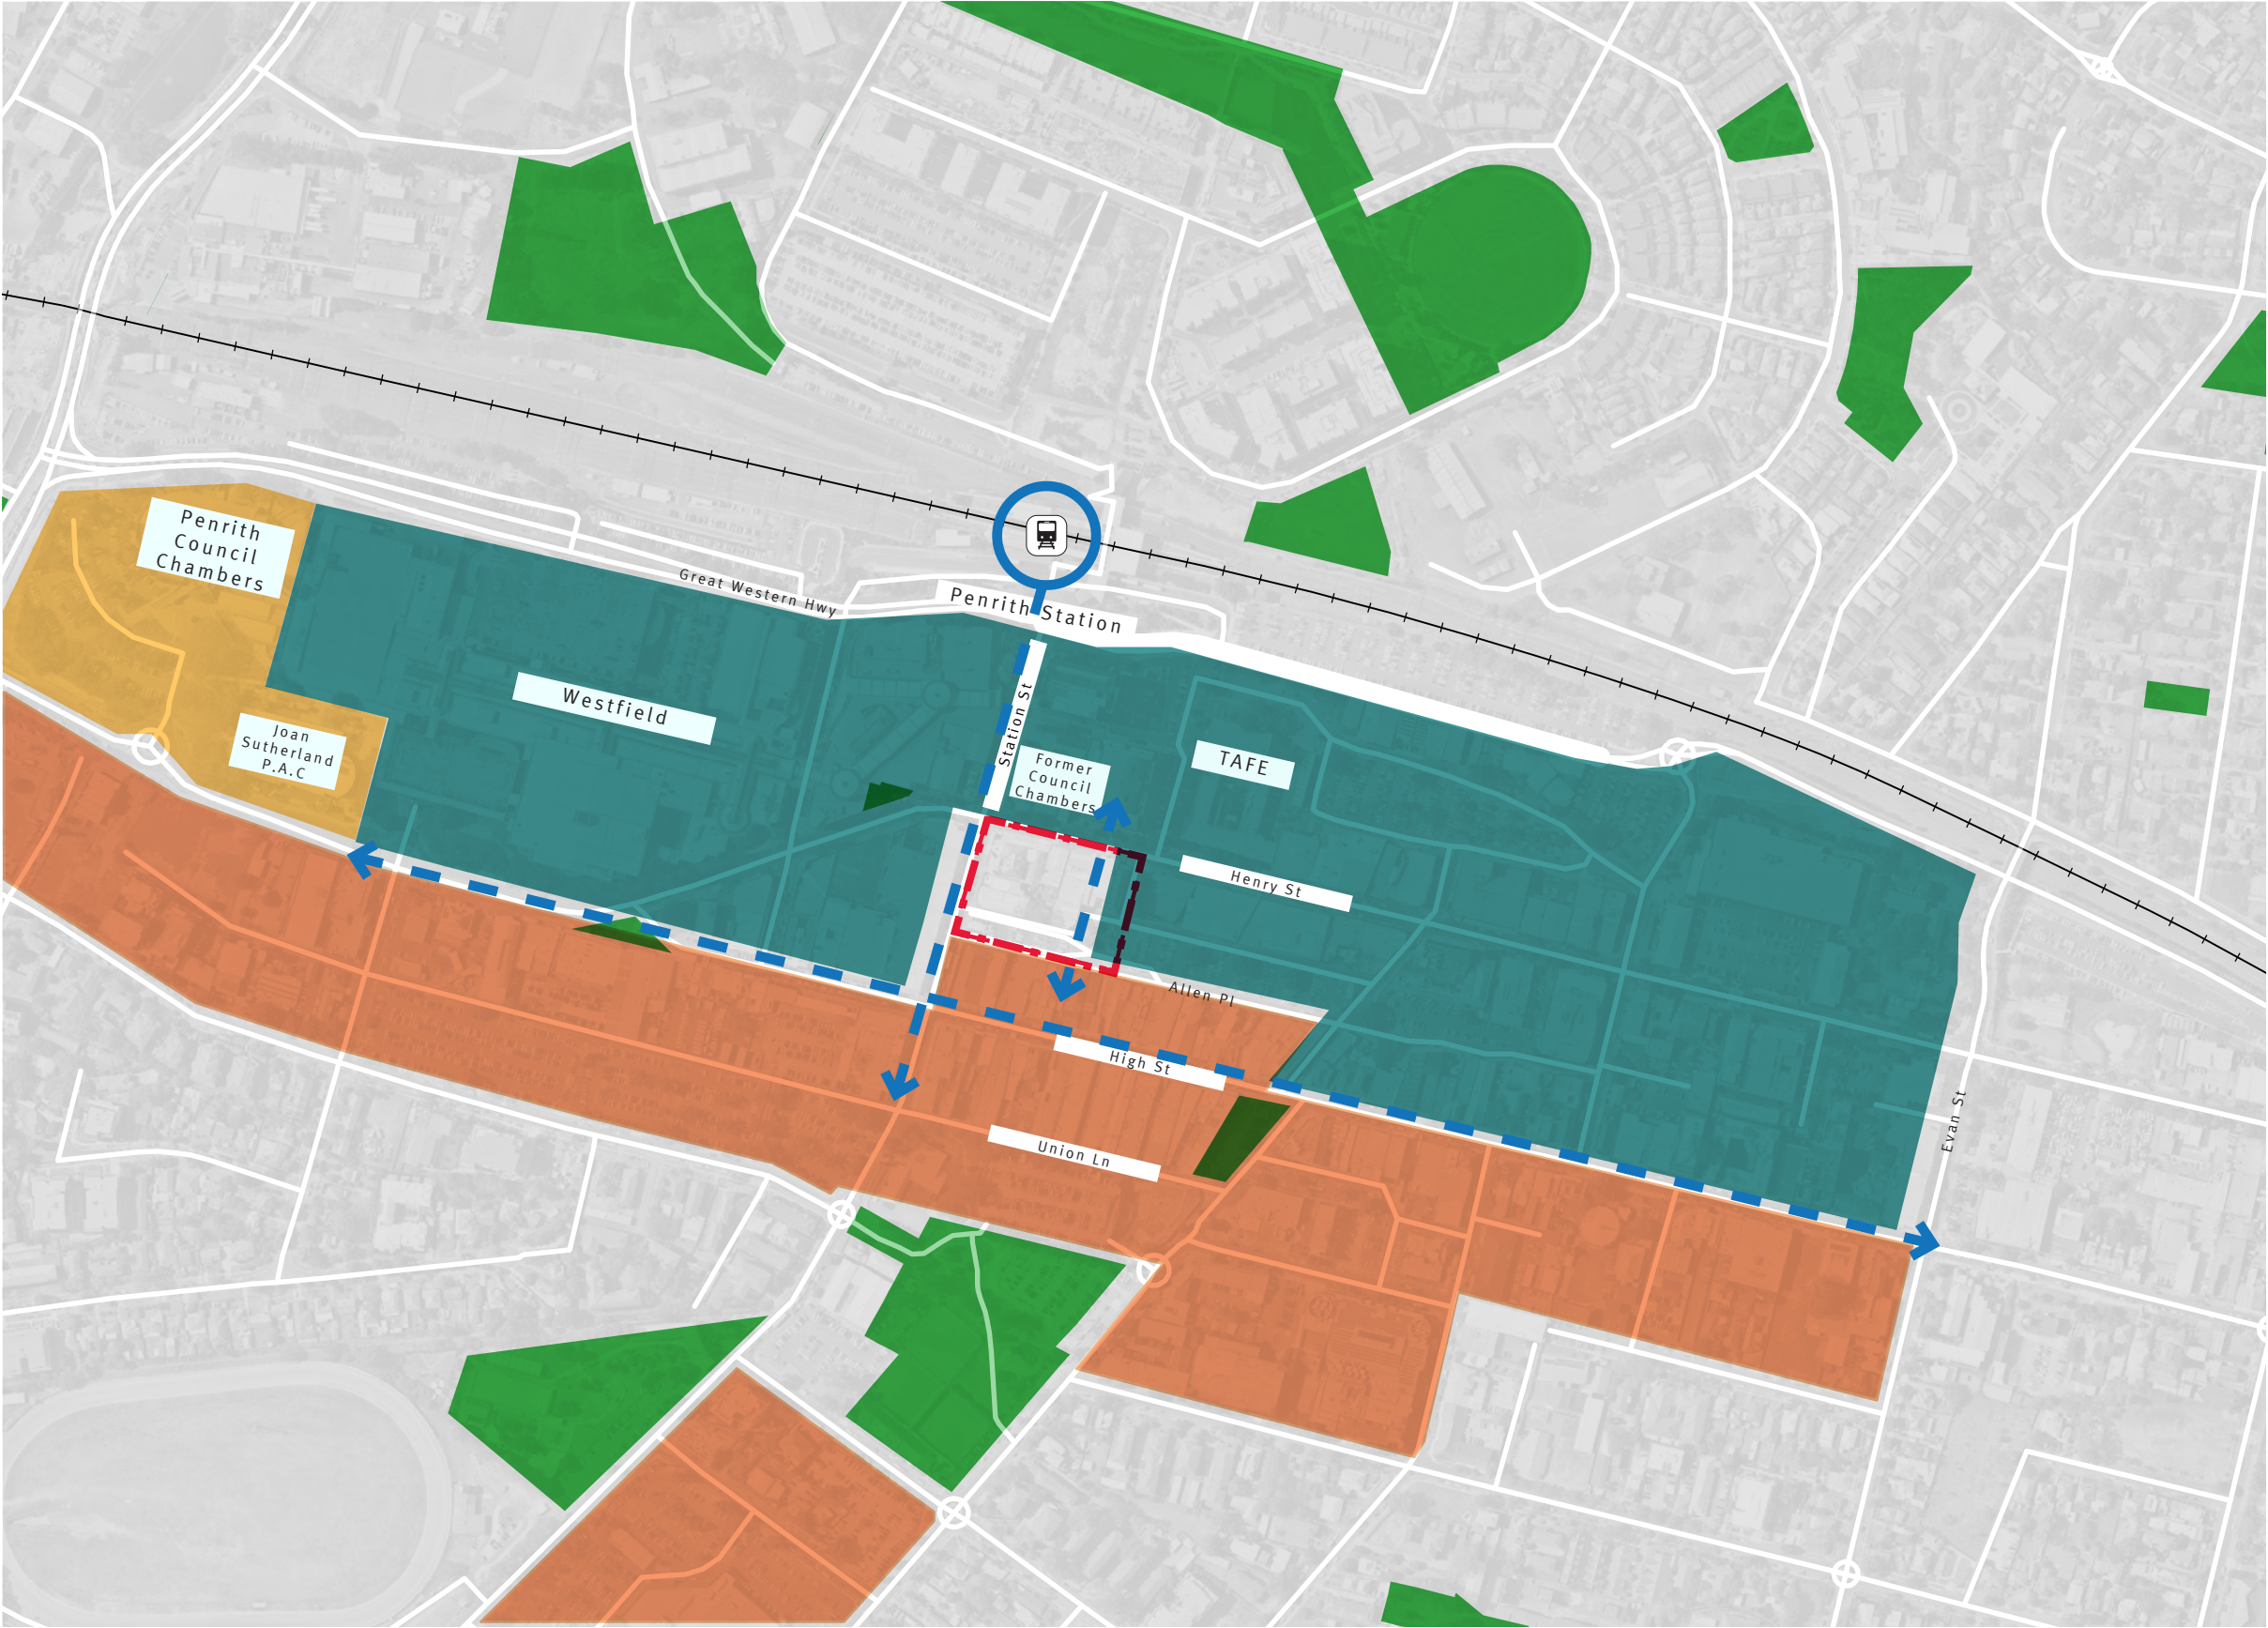 Penrith
Council
Chambers
Great Western Hwy
Penrith Station
Westfield
Station St
Joan
Sutherland
P.A.C
Former
Council
Chambers
TAFE
Henry St
Allen Pl
High St
Union Ln
Evan St